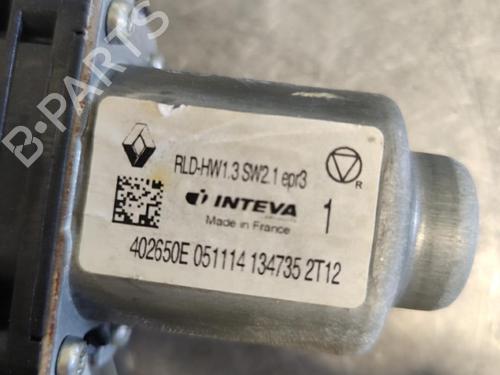 B-PARTS
RLD-HW1.3 SW2.1 epr3
R
INTEVA
1
Made in France
402650E 051114 134735 2T12